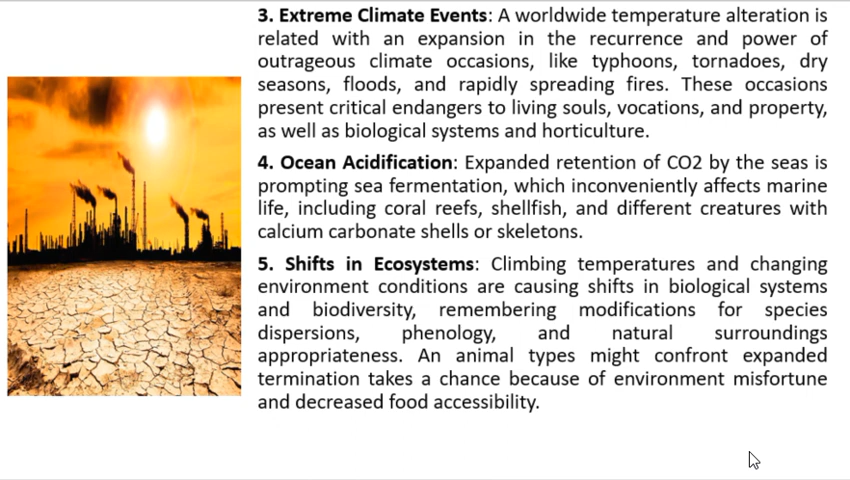 3. Extreme Climate Events: A worldwide temperature alteration is
related with an expansion in the recurrence and power of
outrageous climate occasions, like typhoons, tornadoes, dry
seasons, floods, and rapidly spreading fires. These occasions
present critical endangers to living souls, vocations, and property,
as well as biological systems and horticulture.
4. Ocean Acidification: Expanded retention of CO2 by the seas is
prompting sea fermentation, which inconveniently affects marine
life, including coral reefs, shellfish, and different creatures with
calcium carbonate shells or skeletons.
5. Shifts in Ecosystems: Climbing temperatures and changing
environment conditions are causing shifts in biological systems
and biodiversity, remembering modifications for species
dispersions, phenology, and natural surroundings
appropriateness. An animal types might confront expanded
termination takes a chance because of environment misfortune
and decreased food accessibility.